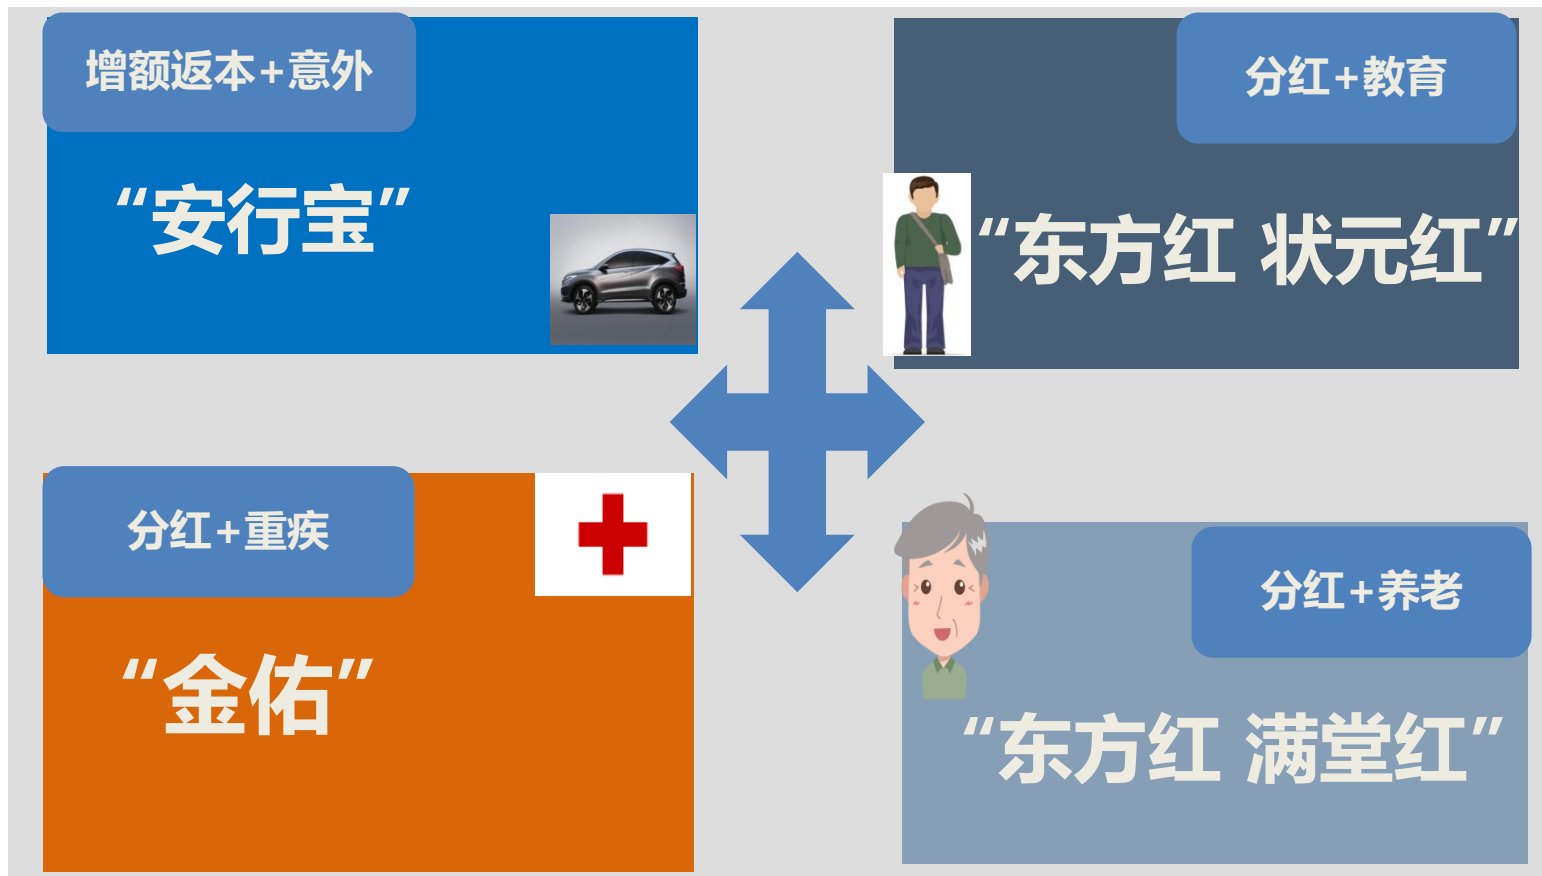 增额返本+意外
“安行宝”
分红+教育
“东方红 状元红”
分红+重疾
“金佑”
分红+养老
“东方红 满堂红”